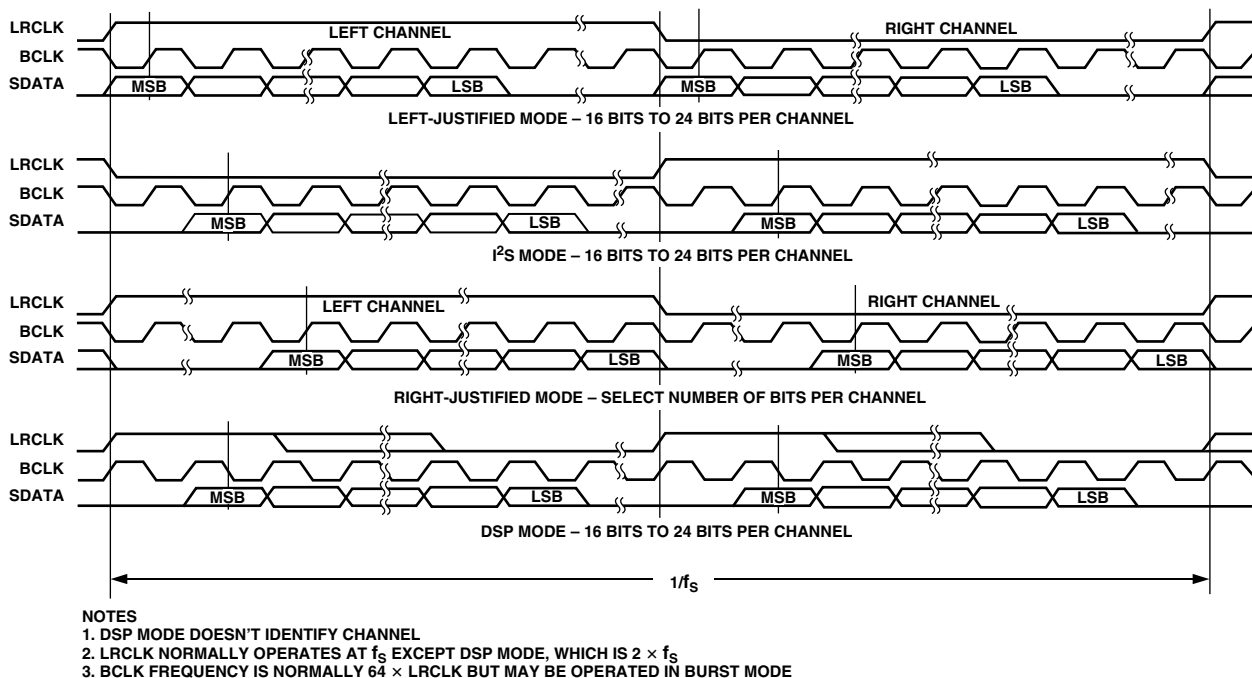 LRCLK
LEFT CHANNEL
RIGHT CHANNEL
BCLK
SDATA
MSB
LSB
MSB
LSB
LEFT-JUSTIFIED MODE – 16 BITS TO 24 BITS PER CHANNEL
LRCLK
BCLK
SDATA
MSB
LSB
MSB
LSB
I²S MODE – 16 BITS TO 24 BITS PER CHANNEL
LRCLK
LEFT CHANNEL
RIGHT CHANNEL
BCLK
SDATA
MSB
LSB
MSB
LSB
RIGHT-JUSTIFIED MODE – SELECT NUMBER OF BITS PER CHANNEL
LRCLK
BCLK
SDATA
MSB
LSB
MSB
LSB
DSP MODE – 16 BITS TO 24 BITS PER CHANNEL
1/fS
NOTES
1. DSP MODE DOESN'T IDENTIFY CHANNEL
2. LRCLK NORMALLY OPERATES AT fS EXCEPT DSP MODE, WHICH IS 2 × fS
3. BCLK FREQUENCY IS NORMALLY 64 × LRCLK BUT MAY BE OPERATED IN BURST MODE